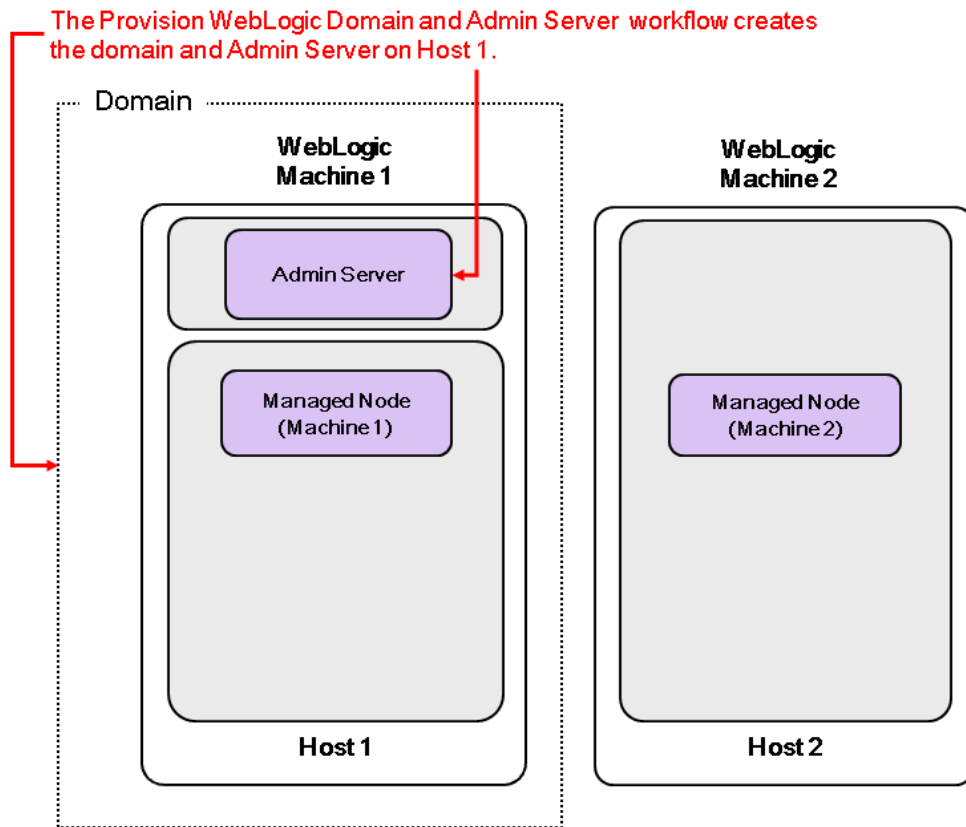 The Provision WebLogic Domain and Admin Server workflow creates
the domain and Admin Server on Host 1.
Domain
WebLogic
Machine 1
WebLogic
Machine 2
Admin Server
Managed Node
(Machine 1)
Managed Node
(Machine 2)
Host 1
Host 2